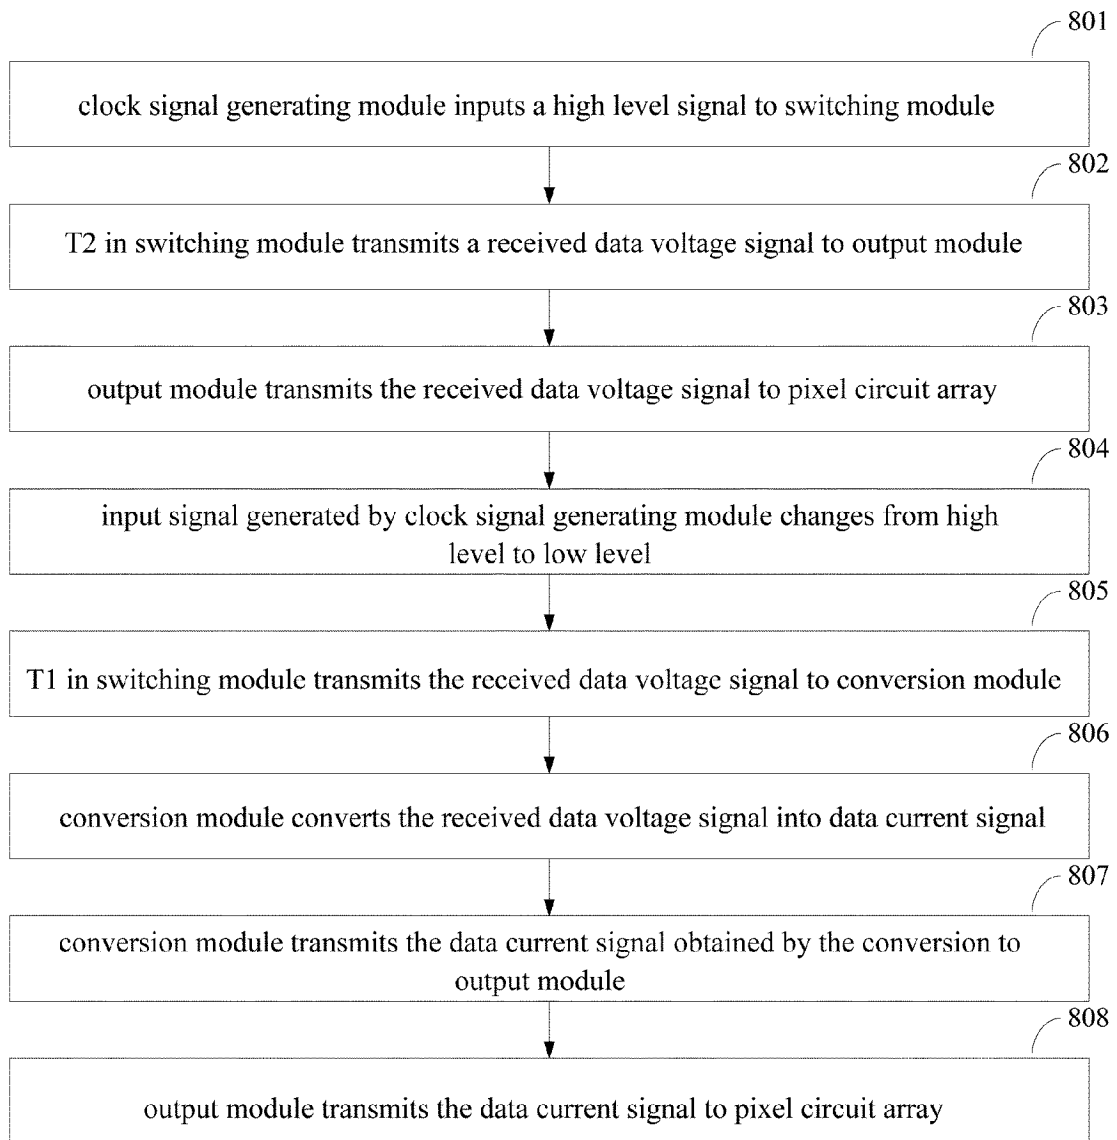 801
clock signal generating module inputs a high level signal to switching module
802
T2 in switching module transmits a received data voltage signal to output module
803
output module transmits the received data voltage signal to pixel circuit array
804
input signal generated by clock signal generating module changes from high
level to low level
805
T1 in switching module transmits the received data voltage signal to conversion module
806
conversion module converts the received data voltage signal into data current signal
807
conversion module transmits the data current signal obtained by the conversion to
output module
808
output module transmits the data current signal to pixel circuit array